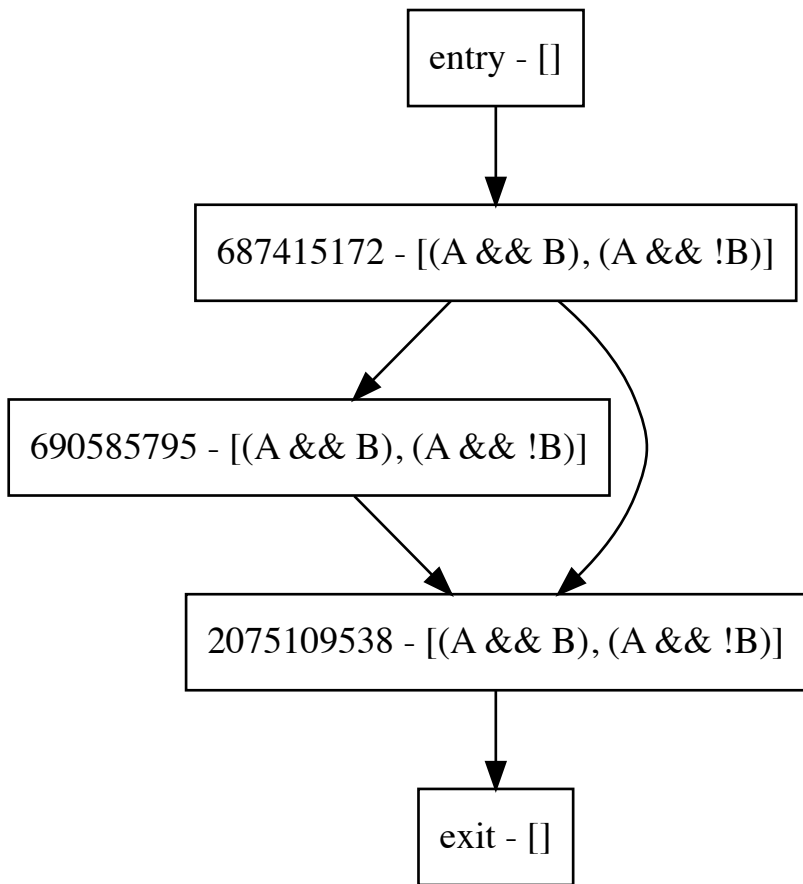 entry - []
687415172 - [(A && B), (A && !B)]
690585795 - [(A && B), (A && !B)]
2075109538 - [(A && B), (A && !B)]
exit - []